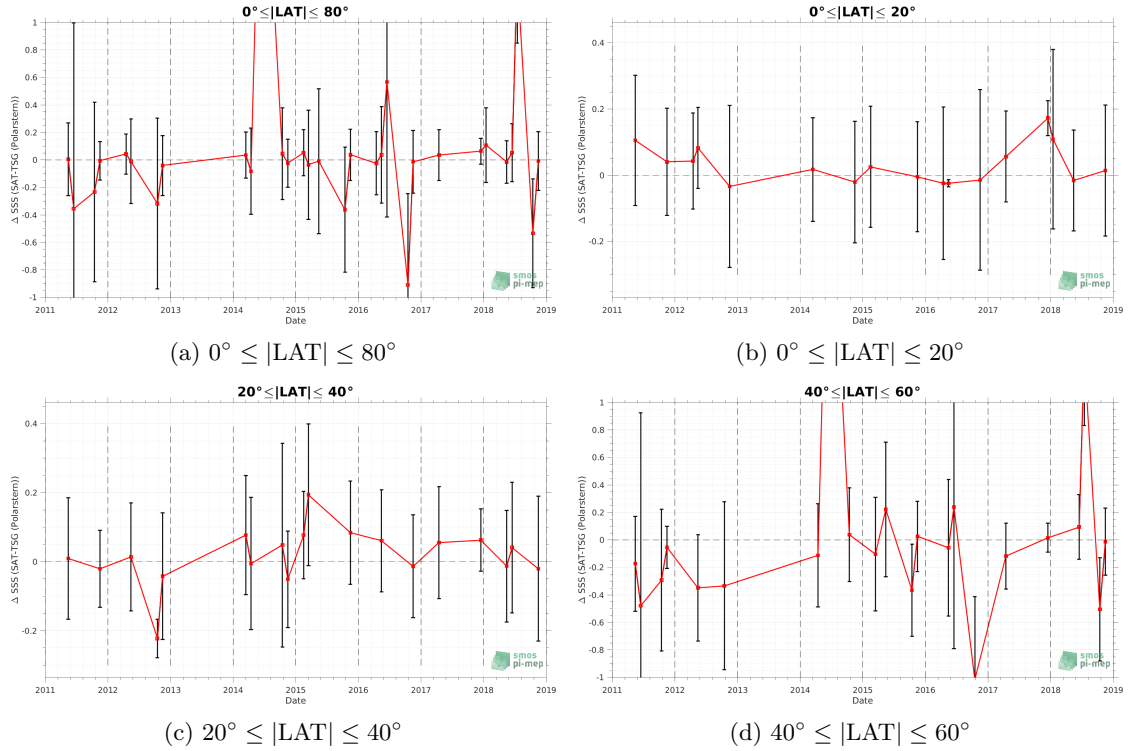 0°≤|LAT|≤ 80°
1
0.8
0.6
0.4
0.2
0
-0.2
-0.4
-0.6
-0.8
-1
Δ SSS (SAT-TSG (Polarstern))
2011 2012 2013 2014 2015 2016 2017 2018 2019
Date
smos
pi-mep
(a) 0° ≤ |LAT| ≤ 80°
0°≤|LAT|≤ 20°
0.4
0.2
0
-0.2
Δ SSS (SAT-TSG (Polarstern))
2011 2012 2013 2014 2015 2016 2017 2018 2019
Date
smos
pi-mep
(b) 0° ≤ |LAT| ≤ 20°
20°≤|LAT|≤ 40°
0.4
0.2
0
-0.2
Δ SSS (SAT-TSG (Polarstern))
2011 2012 2013 2014 2015 2016 2017 2018 2019
Date
smos
pi-mep
(c) 20° ≤ |LAT| ≤ 40°
40°≤|LAT|≤ 60°
1
0.8
0.6
0.4
0.2
0
-0.2
-0.4
-0.6
-0.8
-1
Δ SSS (SAT-TSG (Polarstern))
2011 2012 2013 2014 2015 2016 2017 2018 2019
Date
smos
pi-mep
(d) 40° ≤ |LAT| ≤ 60°